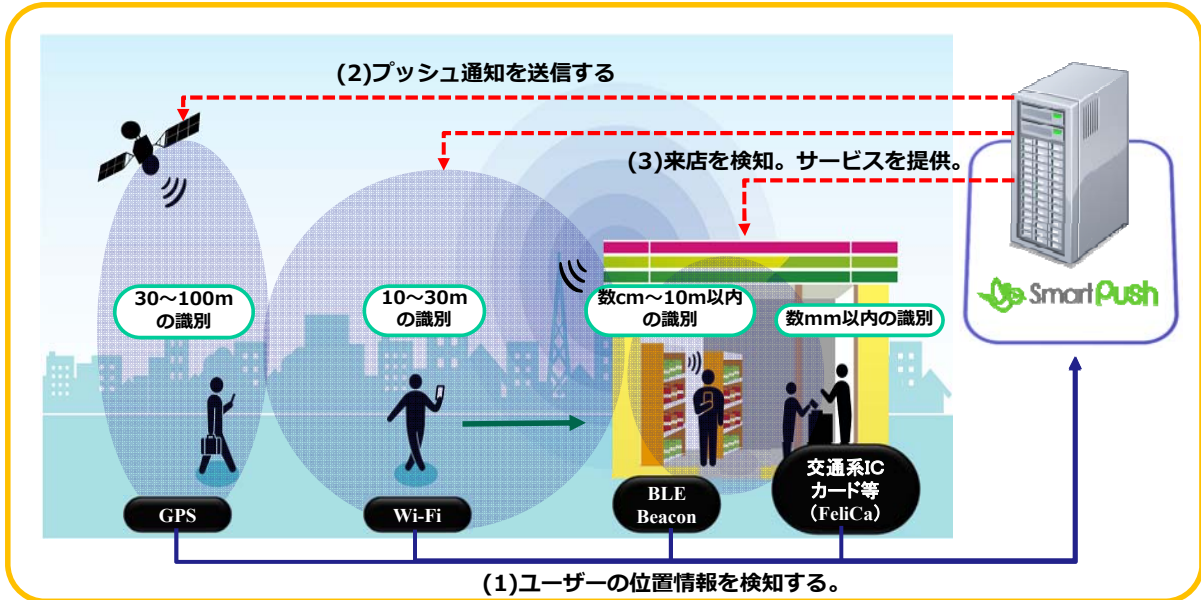 (2)プッシュ通知を送信する
(3)来店を検知。サービスを提供。
30～100m
の識別
10～30m
の識別
数cm～10m以内
の識別
数mm以内の識別
SmartPush
GPS
Wi-Fi
BLE
Beacon
交通系IC
カード等
（FeliCa）
(1)ユーザーの位置情報を検知する。